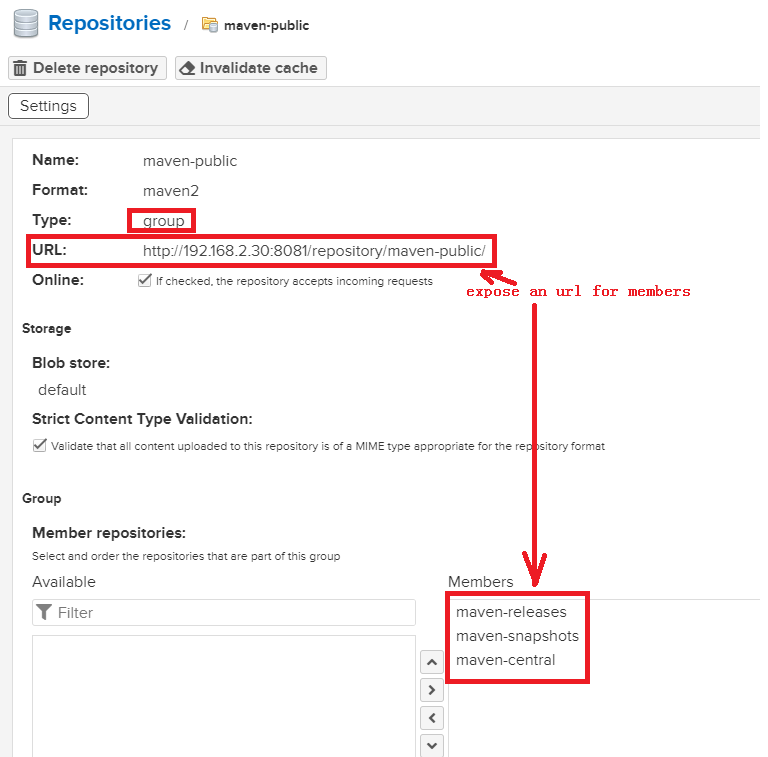 Repositories / maven-public
Delete repository Invalidate cache
Settings
Name: maven-public
Format: maven2
Type: group
URL: http://192.168.2.30:8081/repository/maven-public/
Online: If checked, the repository accepts incoming requests
expose an url for members
Storage
Blob store:
default
Strict Content Type Validation:
Validate that all content uploaded to this repository is of a MIME type appropriate for the repository format
Group
Member repositories:
Select and order the repositories that are part of this group
Available Members
Filter
maven-releases
maven-snapshots
maven-central